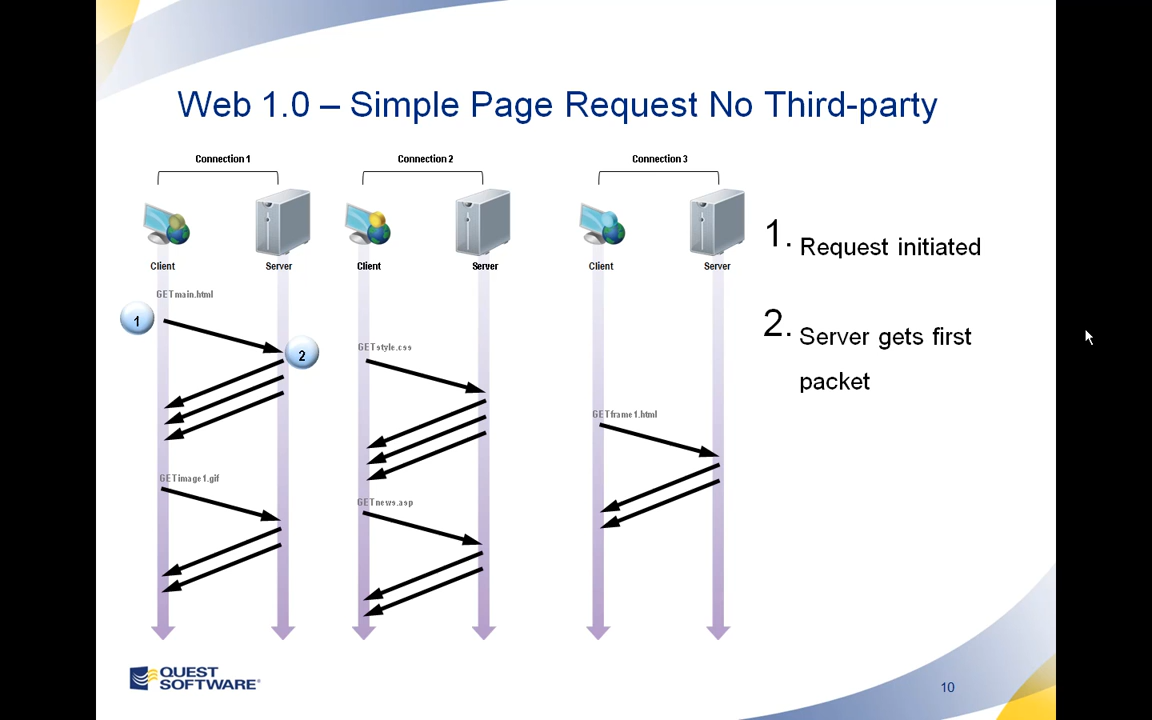 Web 1.0 – Simple Page Request No Third-party
Connection 1
Connection 2
Connection 3
Client
Server
Client
Server
Client
Server
GETmain.html
1
2
GETimage1.gif
GETstyle.css
GETnews.asp
GETframe1.html
1. Request initiated
2. Server gets first
packet
QUEST
SOFTWARE
10